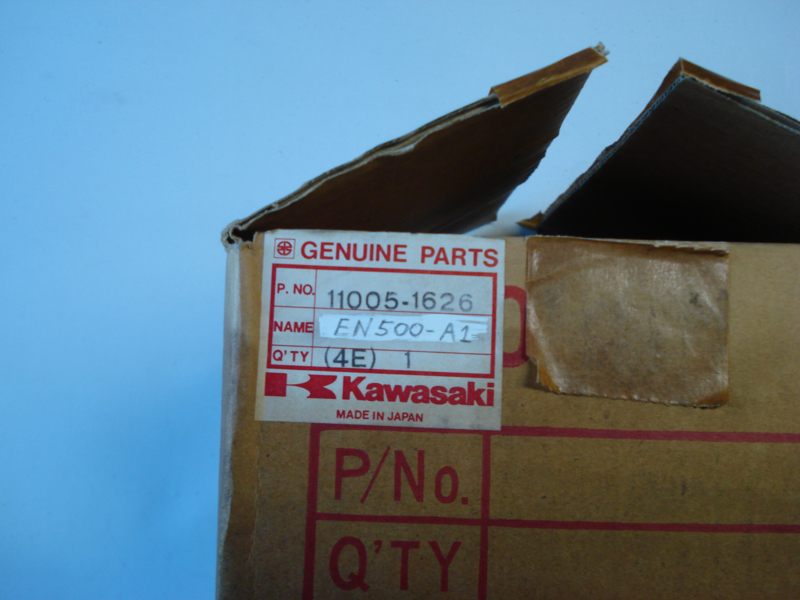 GENUINE PARTS
P. NO. 11005-1626
NAME EN500-A1
Q'TY (4E) 1
Kawasaki
MADE IN JAPAN
P/No.
Q'TY